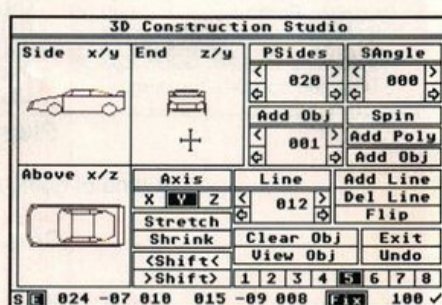 3D Construction Studio
Side x/y
End z/y
PSides
SAngle
< 020 >
< 000 >
Add Obj
Spin
< 001 >
Add Poly
Add Obj
Above x/z
Axis
Line
Add Line
X Y Z
< 012 >
Del Line
Stretch
Flip
Shrink
Clear Obj
Exit
<Shift<
View Obj
Undo
>Shift>
1 2 3 4 5 6 7 8
S E 024 -07 010 015 -09 008 F X 100